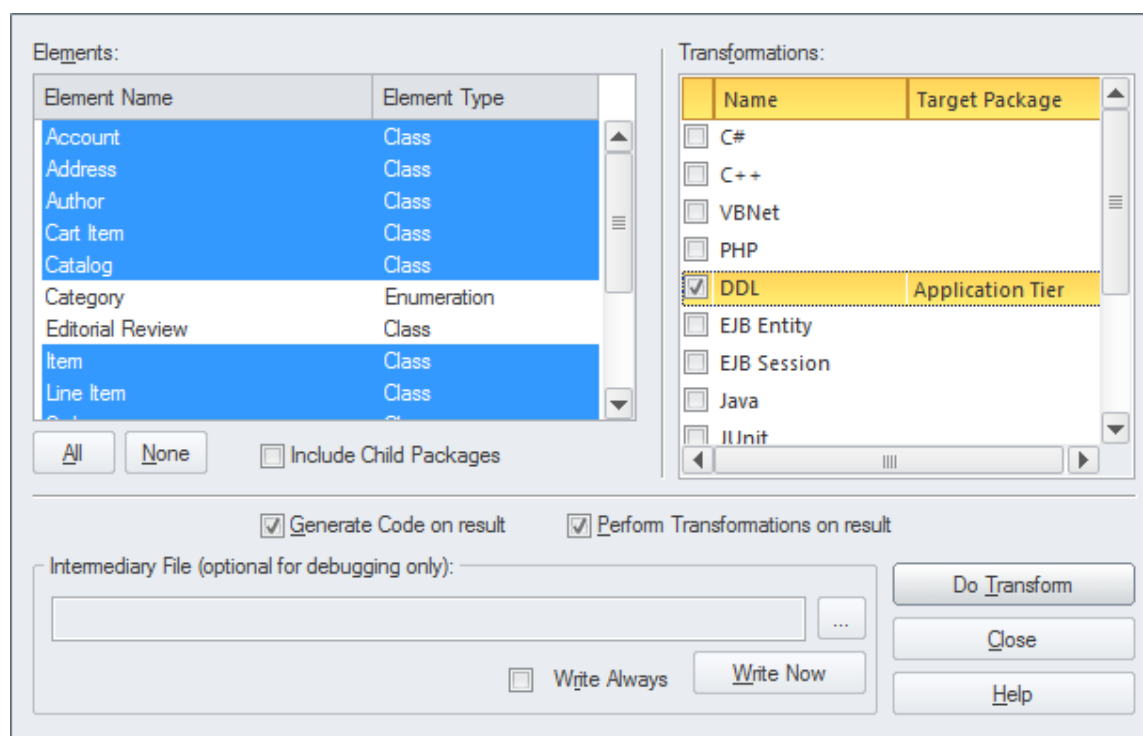 Elements:
Element Name Element Type
Account Class
Address Class
Author Class
Cart Item Class
Catalog Class
Category Enumeration
Editorial Review Class
Item Class
Line Item Class
All None Include Child Packages
Transformations:
Name Target Package
C#
C++
VBNet
PHP
DDL Application Tier
EJB Entity
EJB Session
Java
JUnit
Generate Code on result Perform Transformations on result
Intermediary File (optional for debugging only):
...
Write Always Write Now
Do Transform
Close
Help